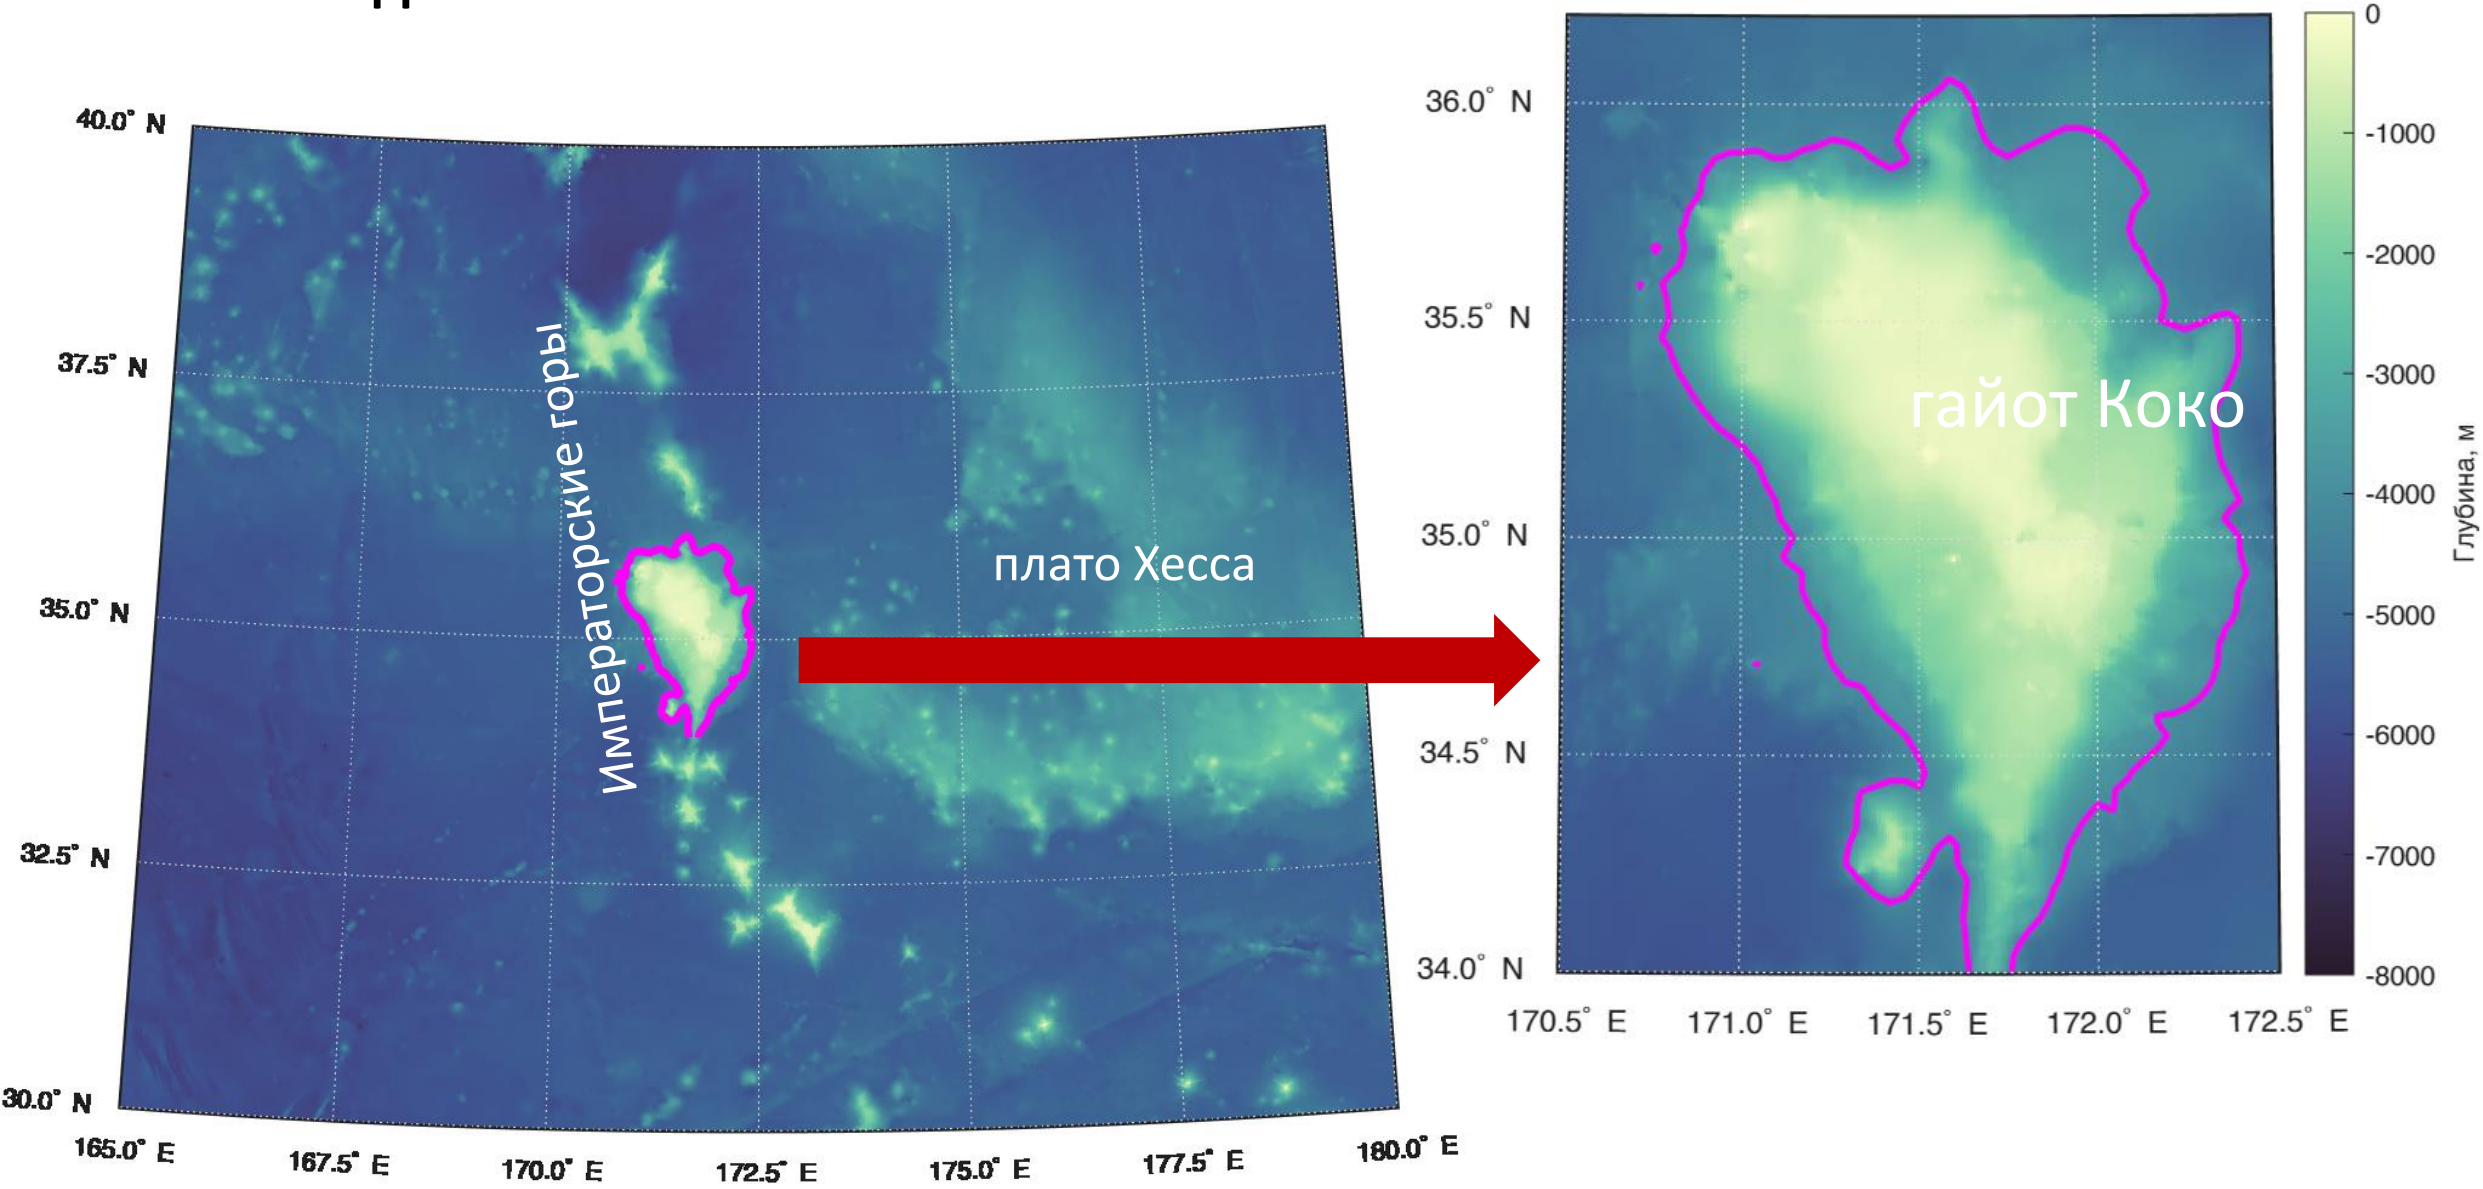 40.0° N
37.5° N
35.0° N
32.5° N
30.0° N
165.0° E
167.5° E
170.0° E
172.5° E
175.0° E
177.5° E
180.0° E
Императорские горы
плато Хесса
36.0° N
35.5° N
35.0° N
34.5° N
34.0° N
170.5° E
171.0° E
171.5° E
172.0° E
172.5° E
гайот Коко
0
-1000
-2000
-3000
-4000
-5000
-6000
-7000
-8000
Глубина, м